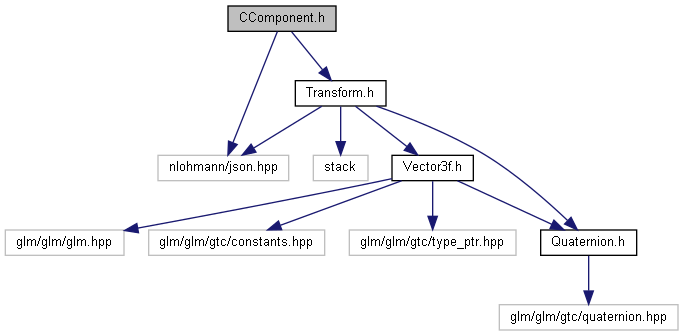 CComponent.h
Transform.h
nlohmann/json.hpp
stack
Vector3f.h
glm/glm/glm.hpp
glm/glm/gtc/constants.hpp
glm/glm/gtc/type_ptr.hpp
Quaternion.h
glm/glm/gtc/quaternion.hpp